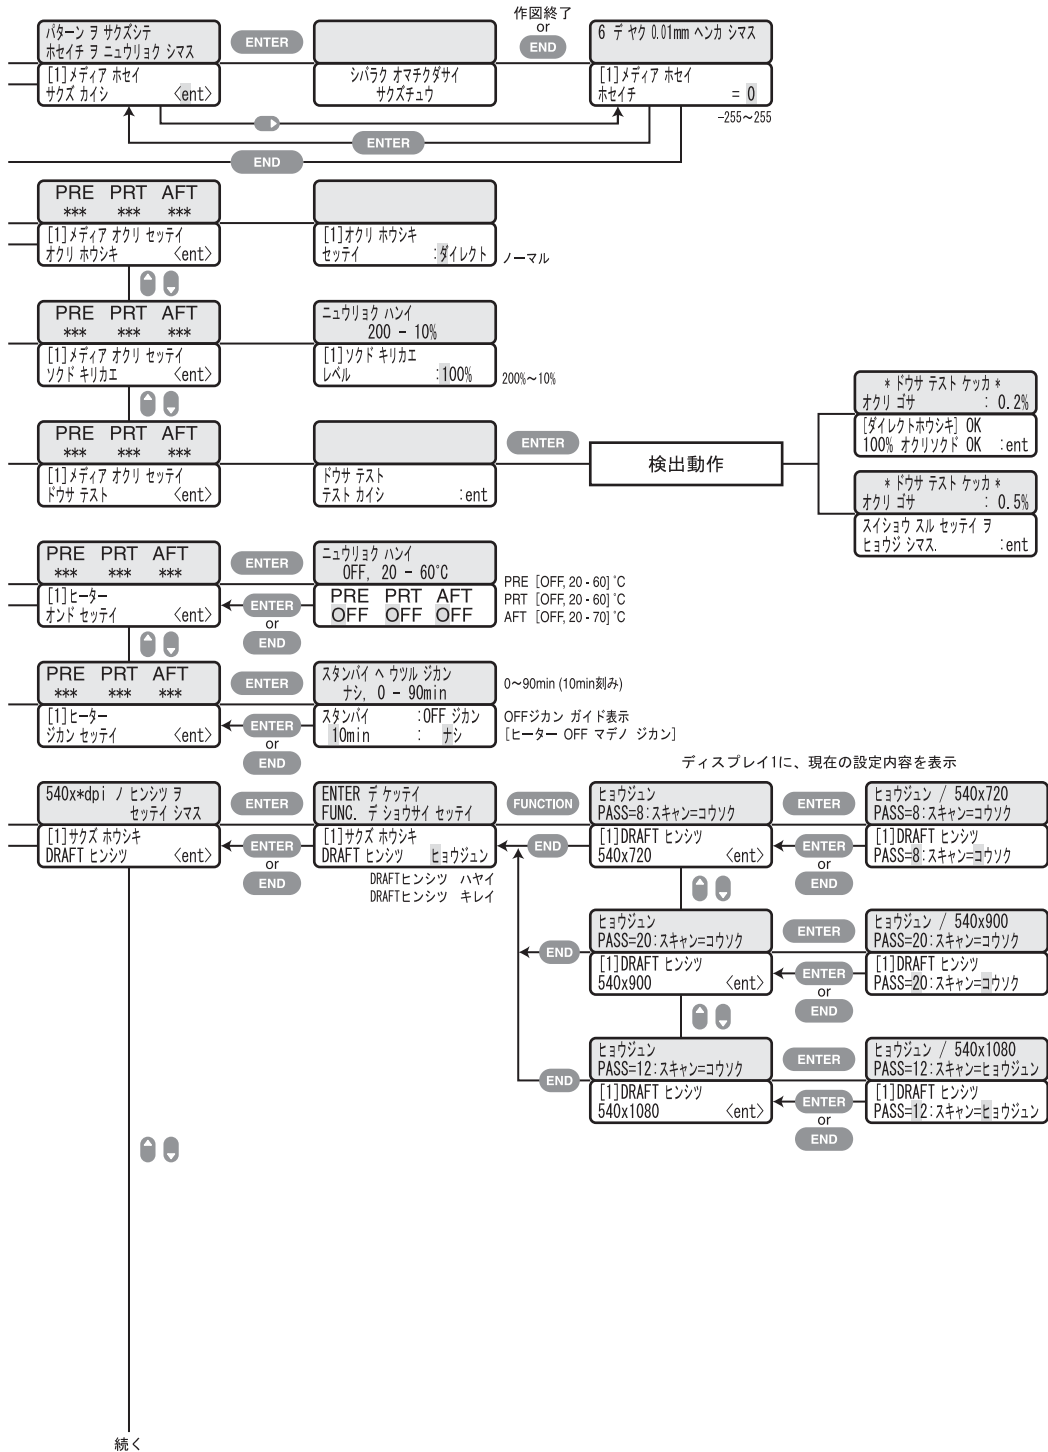 パターン ヲ サクズシテ
ホセイチ ヲ ニュウリョク シマス
[1]メディア ホセイ
サクズ カイシ <ent>
ENTER
シバラク オマチクダサイ
サクズチュウ
作図終了
or
END
6 デ ヤク 0.01mm ヘンカ シマス
[1]メディア ホセイ
ホセイチ = 0
-255～255
ENTER
END
PRE PRT AFT
*** *** ***
[1]メディア オクリ セッテイ
オクリ ホウシキ <ent>
[1]オクリ ホウシキ
セッテイ :ダイレクト
ノーマル
PRE PRT AFT
*** *** ***
[1]メディア オクリ セッテイ
ソクド キリカエ <ent>
ニュウリョク ハンイ
200 - 10%
[1]ソクド キリカエ
レベル :100%
200%～10%
PRE PRT AFT
*** *** ***
[1]メディア オクリ セッテイ
ドウサ テスト <ent>
ドウサ テスト
テスト カイシ :ent
ENTER
検出動作
* ドウサ テスト ケッカ *
オクリ ゴサ : 0.2%
[ダイレクトホウシキ] OK
100% オクリソクド OK :ent
* ドウサ テスト ケッカ *
オクリ ゴサ : 0.5%
スイショウ スル セッテイ ヲ
ヒョウジ シマス. :ent
PRE PRT AFT
*** *** ***
[1]ヒーター
オンド セッテイ <ent>
ENTER
ENTER
or
END
ニュウリョク ハンイ
OFF, 20 - 60℃
PRE PRT AFT
OFF OFF OFF
PRE [OFF, 20 - 60] ℃
PRT [OFF, 20 - 60] ℃
AFT [OFF, 20 - 70] ℃
PRE PRT AFT
*** *** ***
[1]ヒーター
ジカン セッテイ <ent>
ENTER
ENTER
or
END
スタンバイ ヘ ウツル ジカン
ナシ, 0 - 90min
スタンバイ :OFF ジカン
10min : ナシ
0～90min (10min刻み)
OFFジカン ガイド表示
[ヒーター OFF マデノ ジカン]
ディスプレイ1に、現在の設定内容を表示
540x*dpi ノ ヒンシツ ヲ
セッテイ シマス
[1]サクズ ホウシキ
DRAFT ヒンシツ <ent>
ENTER
ENTER
or
END
ENTER デ ケッテイ
FUNC. デ ショウサイ セッテイ
[1]サクズ ホウシキ
DRAFT ヒンシツ ヒョウジュン
DRAFTヒンシツ ハヤイ
DRAFTヒンシツ キレイ
FUNCTION
END
ヒョウジュン
PASS=8:スキャン=コウソク
[1]DRAFT ヒンシツ
540x720 <ent>
ENTER
ENTER
or
END
ヒョウジュン / 540x720
PASS=8:スキャン=コウソク
[1]DRAFT ヒンシツ
PASS=8:スキャン=コウソク
END
ヒョウジュン
PASS=20:スキャン=コウソク
[1]DRAFT ヒンシツ
540x900 <ent>
ENTER
ENTER
or
END
ヒョウジュン / 540x900
PASS=20:スキャン=コウソク
[1]DRAFT ヒンシツ
PASS=20:スキャン=コウソク
END
ヒョウジュン
PASS=12:スキャン=コウソク
[1]DRAFT ヒンシツ
540x1080 <ent>
ENTER
ENTER
or
END
ヒョウジュン / 540x1080
PASS=12:スキャン=ヒョウジュン
[1]DRAFT ヒンシツ
PASS=12:スキャン=ヒョウジュン
続く